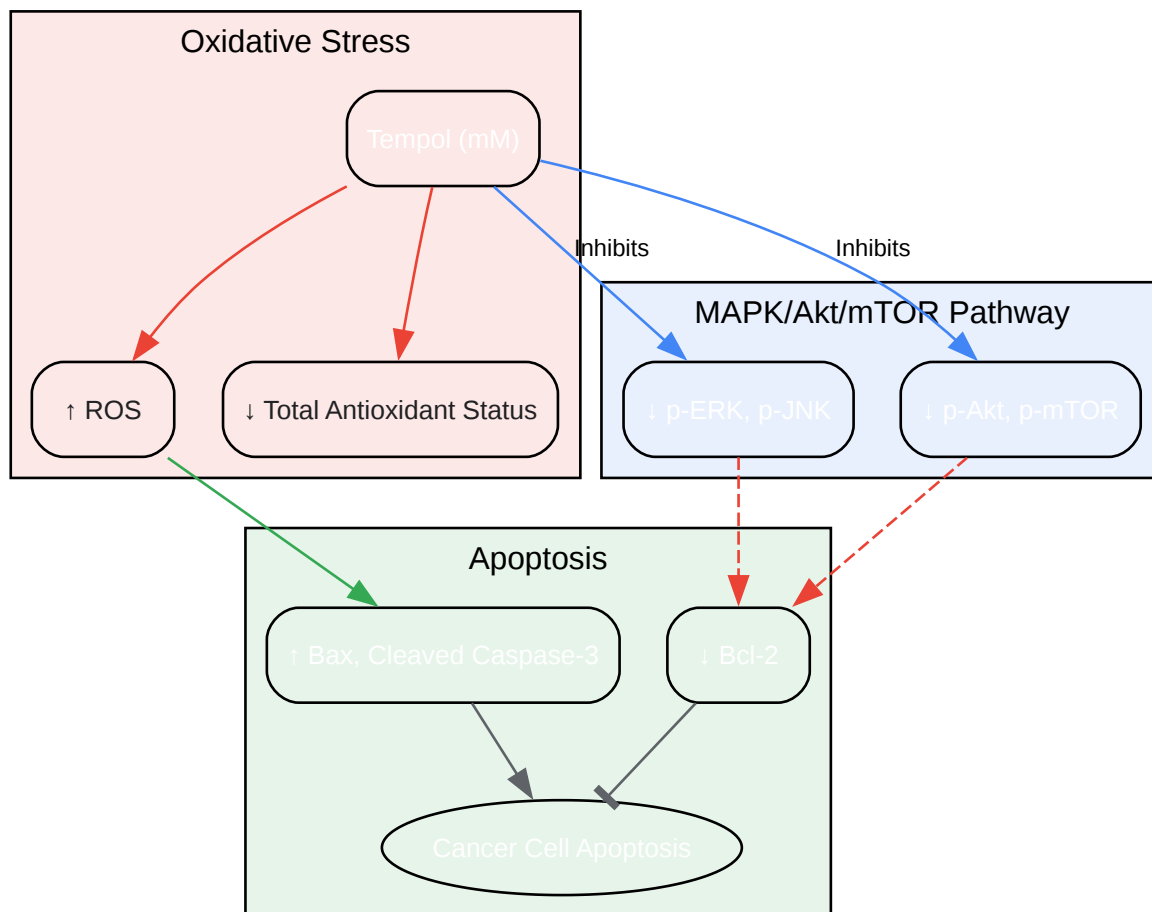 Oxidative Stress
Tempol (mM)
Inhibits
Inhibits
MAPK/Akt/mTOR Pathway
↑ ROS
↓ Total Antioxidant Status
↓ p-ERK, p-JNK
↓ p-Akt, p-mTOR
Apoptosis
↑ Bax, Cleaved Caspase-3
↓ Bcl-2
Cancer Cell Apoptosis